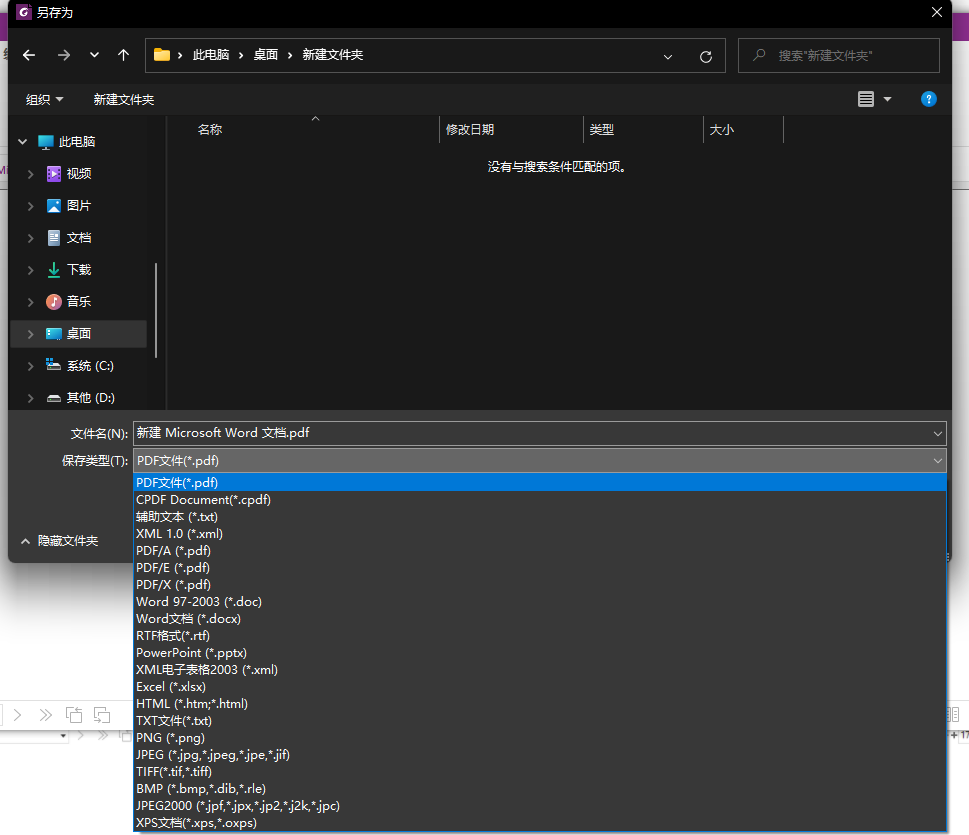 另存为
此电脑 › 桌面 › 新建文件夹
搜索"新建文件夹"
组织 新建文件夹
名称 修改日期 类型 大小
没有与搜索条件匹配的项。
此电脑
视频
图片
文档
下载
音乐
桌面
系统 (C:)
其他 (D:)
文件名(N): 新建 Microsoft Word 文档.pdf
保存类型(T): PDF文件(*.pdf)
PDF文件(*.pdf)
CPDF Document(*.cpdf)
辅助文本 (*.txt)
XML 1.0 (*.xml)
PDF/A (*.pdf)
PDF/E (*.pdf)
PDF/X (*.pdf)
Word 97-2003 (*.doc)
Word文档 (*.docx)
RTF格式(*.rtf)
PowerPoint (*.pptx)
XML电子表格2003 (*.xml)
Excel (*.xlsx)
HTML (*.htm;*.html)
TXT文件(*.txt)
PNG (*.png)
JPEG (*.jpg,*.jpeg,*.jpe,*.jif)
TIFF(*.tif,*.tiff)
BMP (*.bmp,*.dib,*.rle)
JPEG2000 (*.jpf,*.jpx,*.jp2,*.j2k,*.jpc)
XPS文档(*.xps,*.oxps)
隐藏文件夹